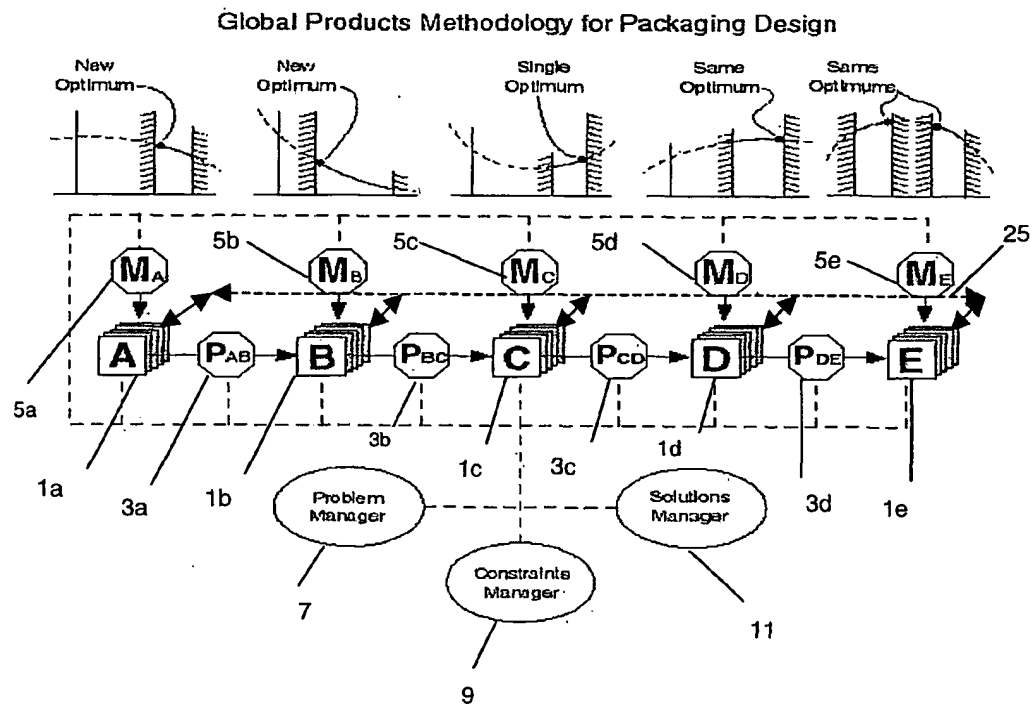 Global Products Methodology for Packaging Design
New
Optimum
New
Optimum
Single
Optimum
Same
Optimum
Same
Optimums
5b
5c
5d
5e
25
MA
MB
MC
MD
ME
A
PAB
B
PBC
C
PCD
D
PDE
E
5a
3b
1c
3c
1d
1a
3a
1b
3d
1e
Problem
Manager
Solutions
Manager
Constraints
Manager
7
11
9